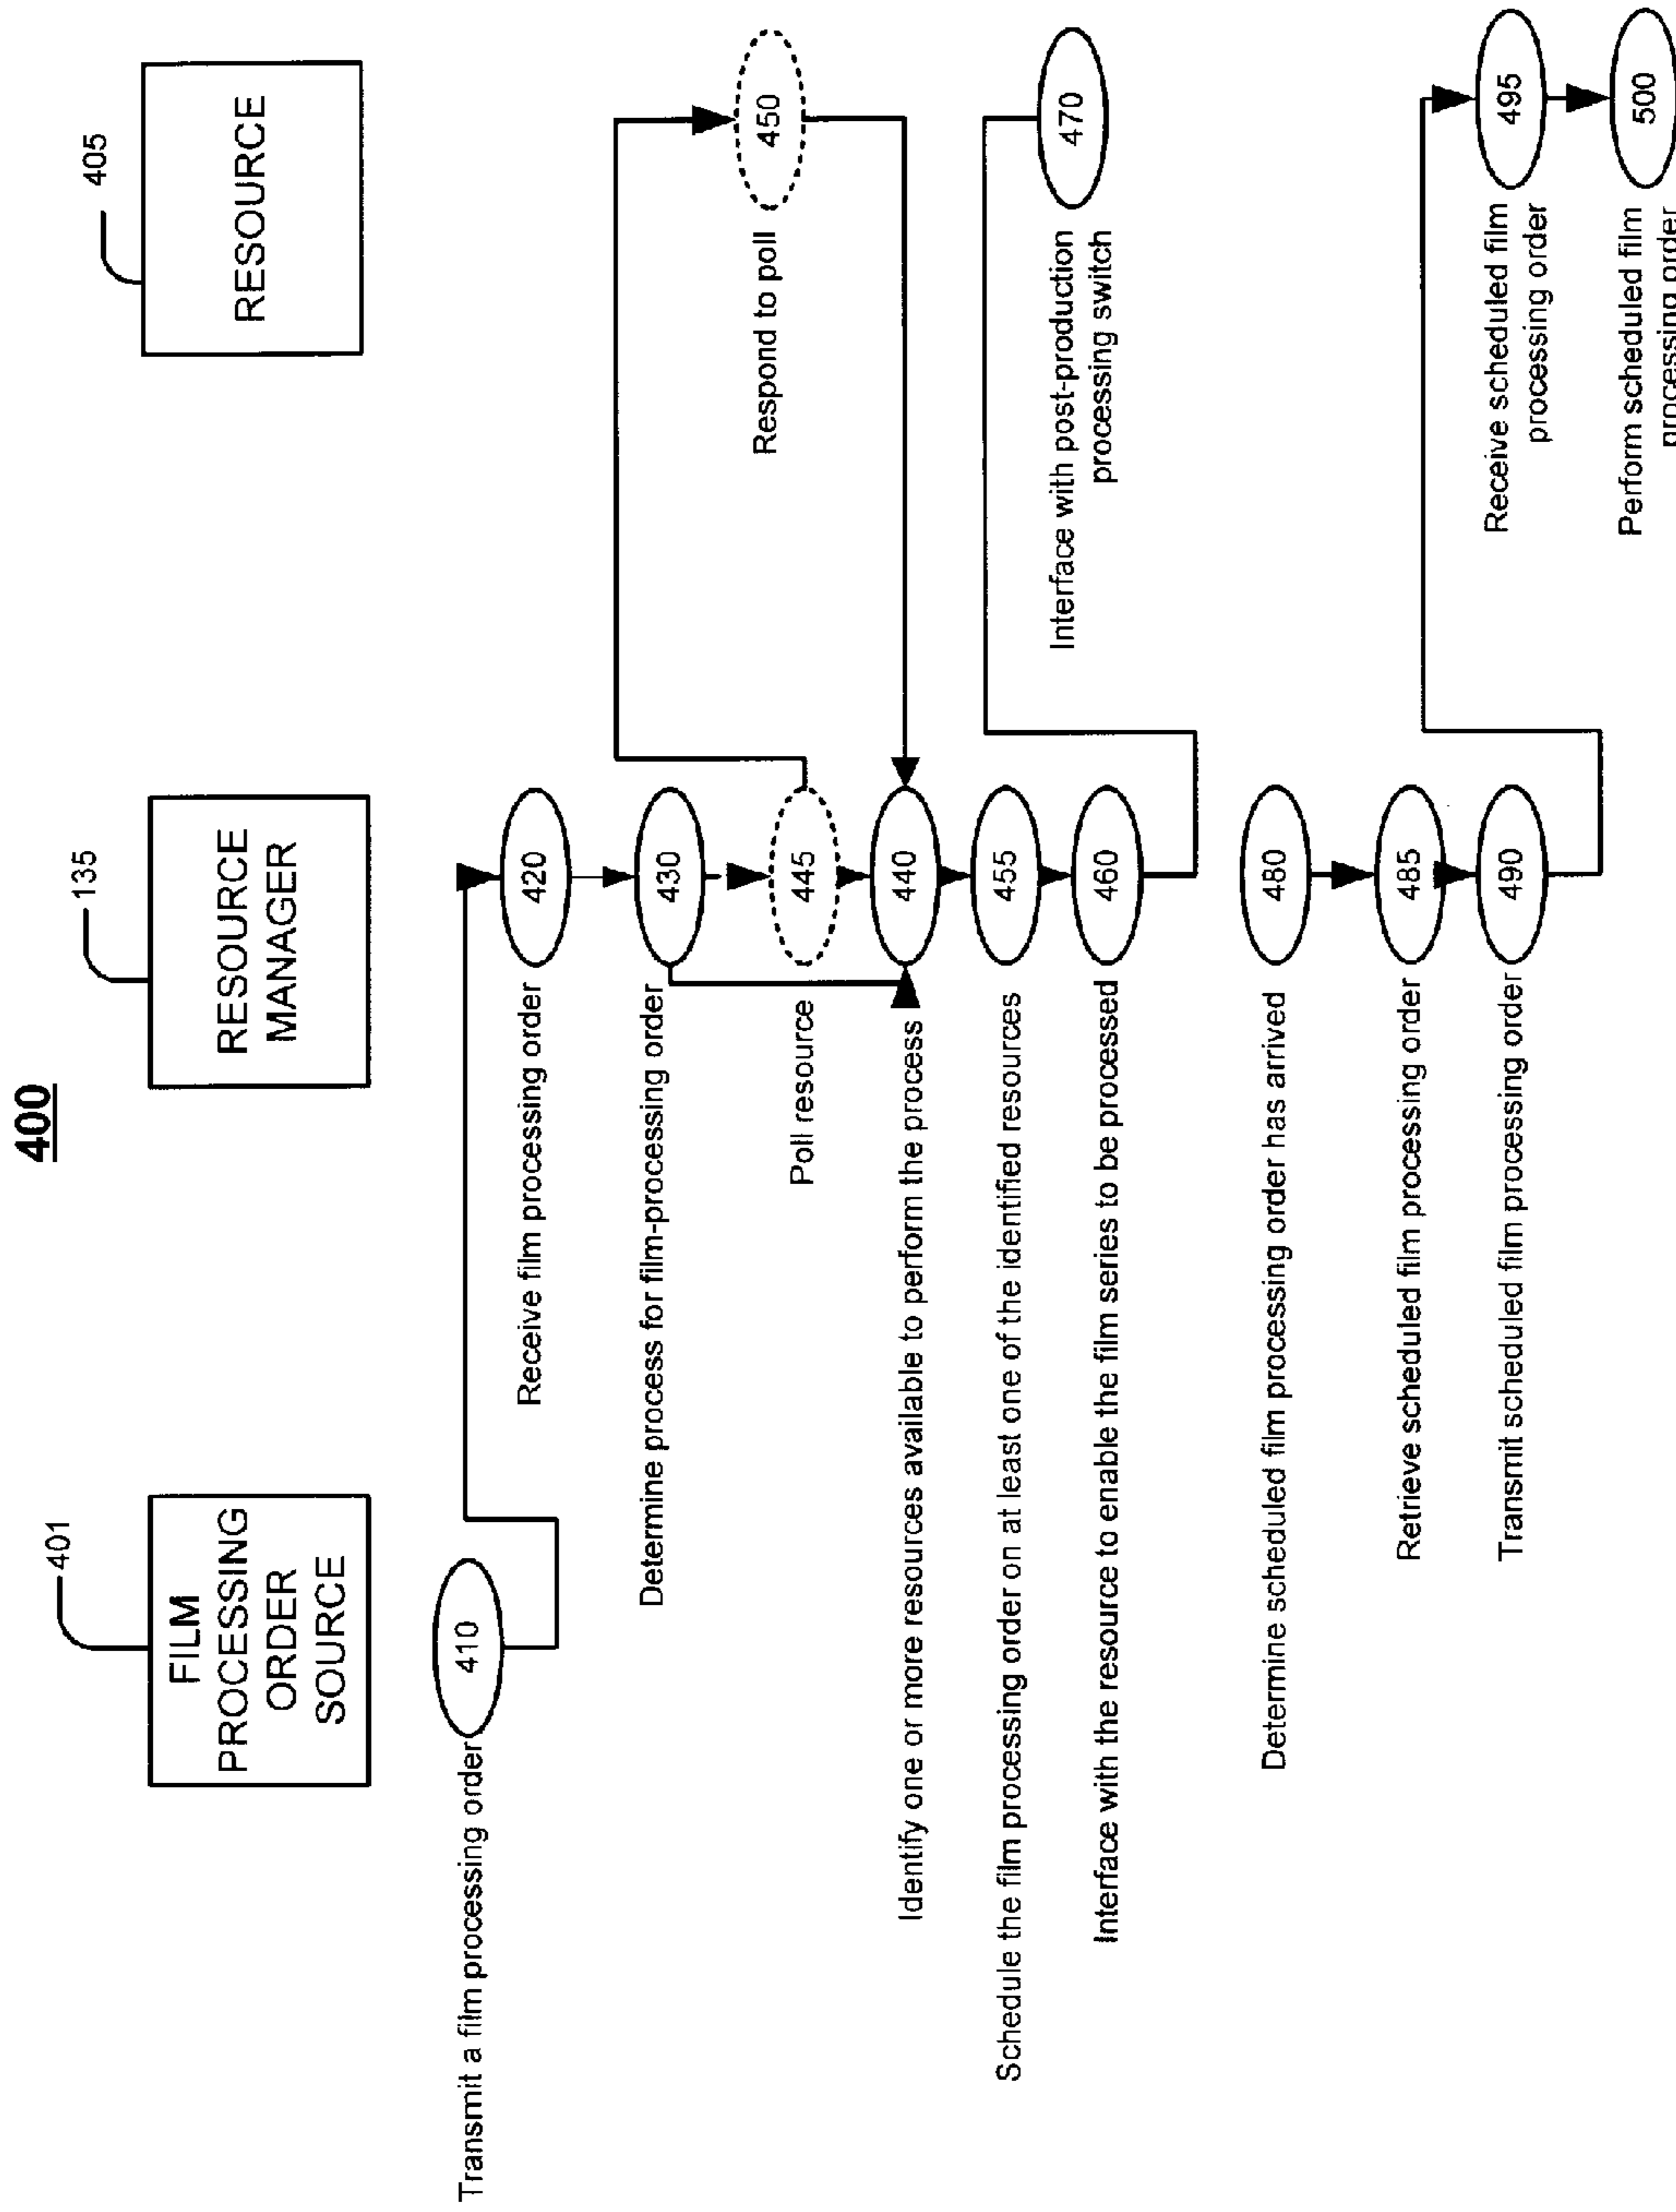 400
401
FILM
PROCESSING
ORDER
SOURCE
135
RESOURCE
MANAGER
405
RESOURCE
410
Transmit a film processing order
420
Receive film processing order
430
Determine process for film-processing order
445
Poll resource
450
Respond to poll
440
Identify one or more resources available to perform the process
455
Schedule the film processing order on at least one of the identified resources
460
Interface with the resource to enable the film series to be processed
470
Interface with post-production
processing switch
480
Determine scheduled film processing order has arrived
485
Retrieve scheduled film processing order
490
Transmit scheduled film processing order
495
Receive scheduled film
processing order
500
Perform scheduled film
processing order